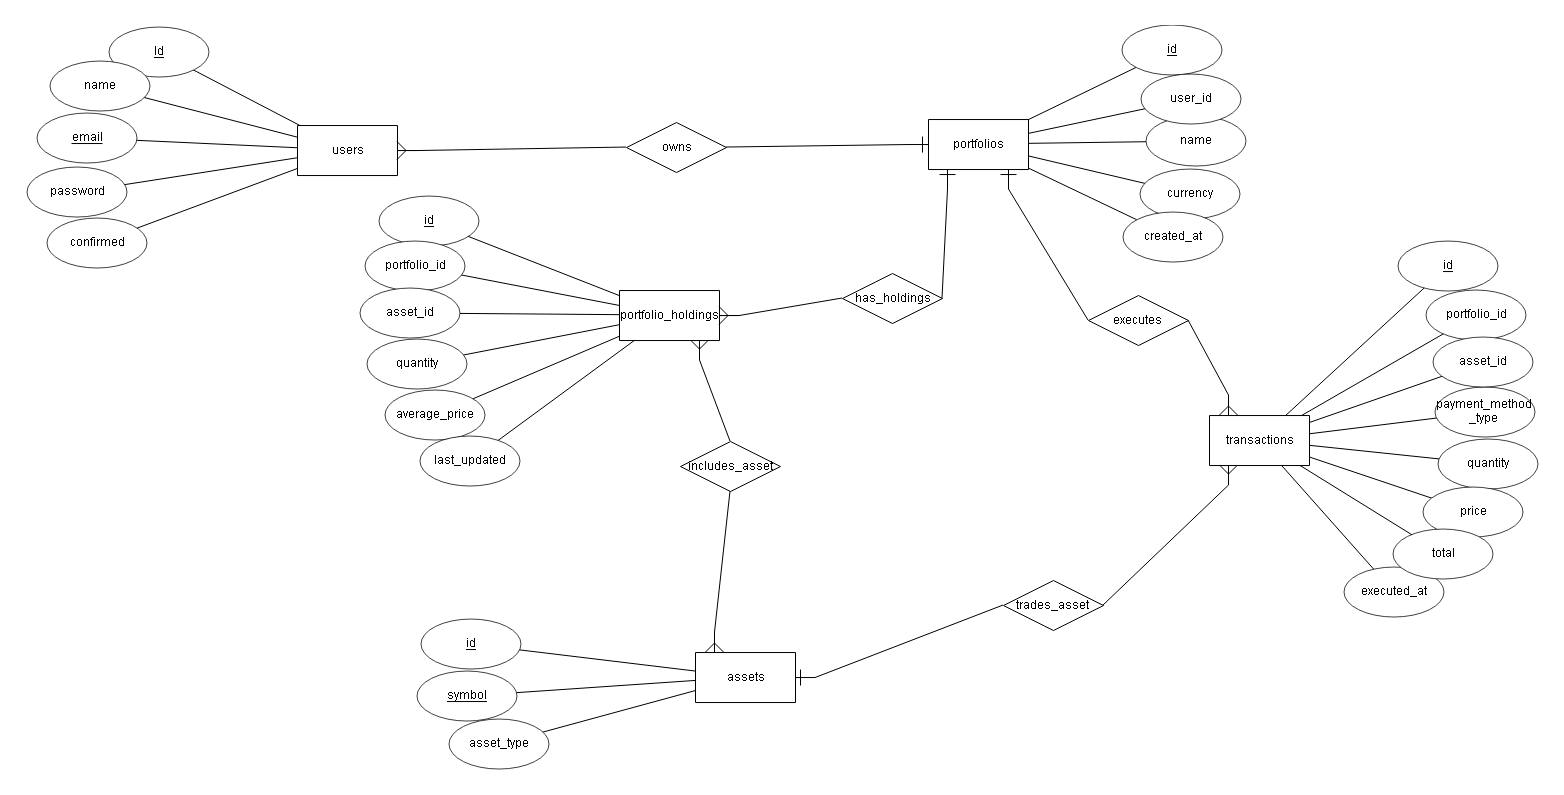 Id
name
email
password
confirmed
users
owns
portfolios
id
user_id
name
currency
created_at
id
portfolio_id
asset_id
quantity
average_price
last_updated
portfolio_holdings
has_holdings
executes
includes_asset
id
portfolio_id
asset_id
payment_method
_type
quantity
price
total
executed_at
transactions
trades_asset
id
symbol
asset_type
assets